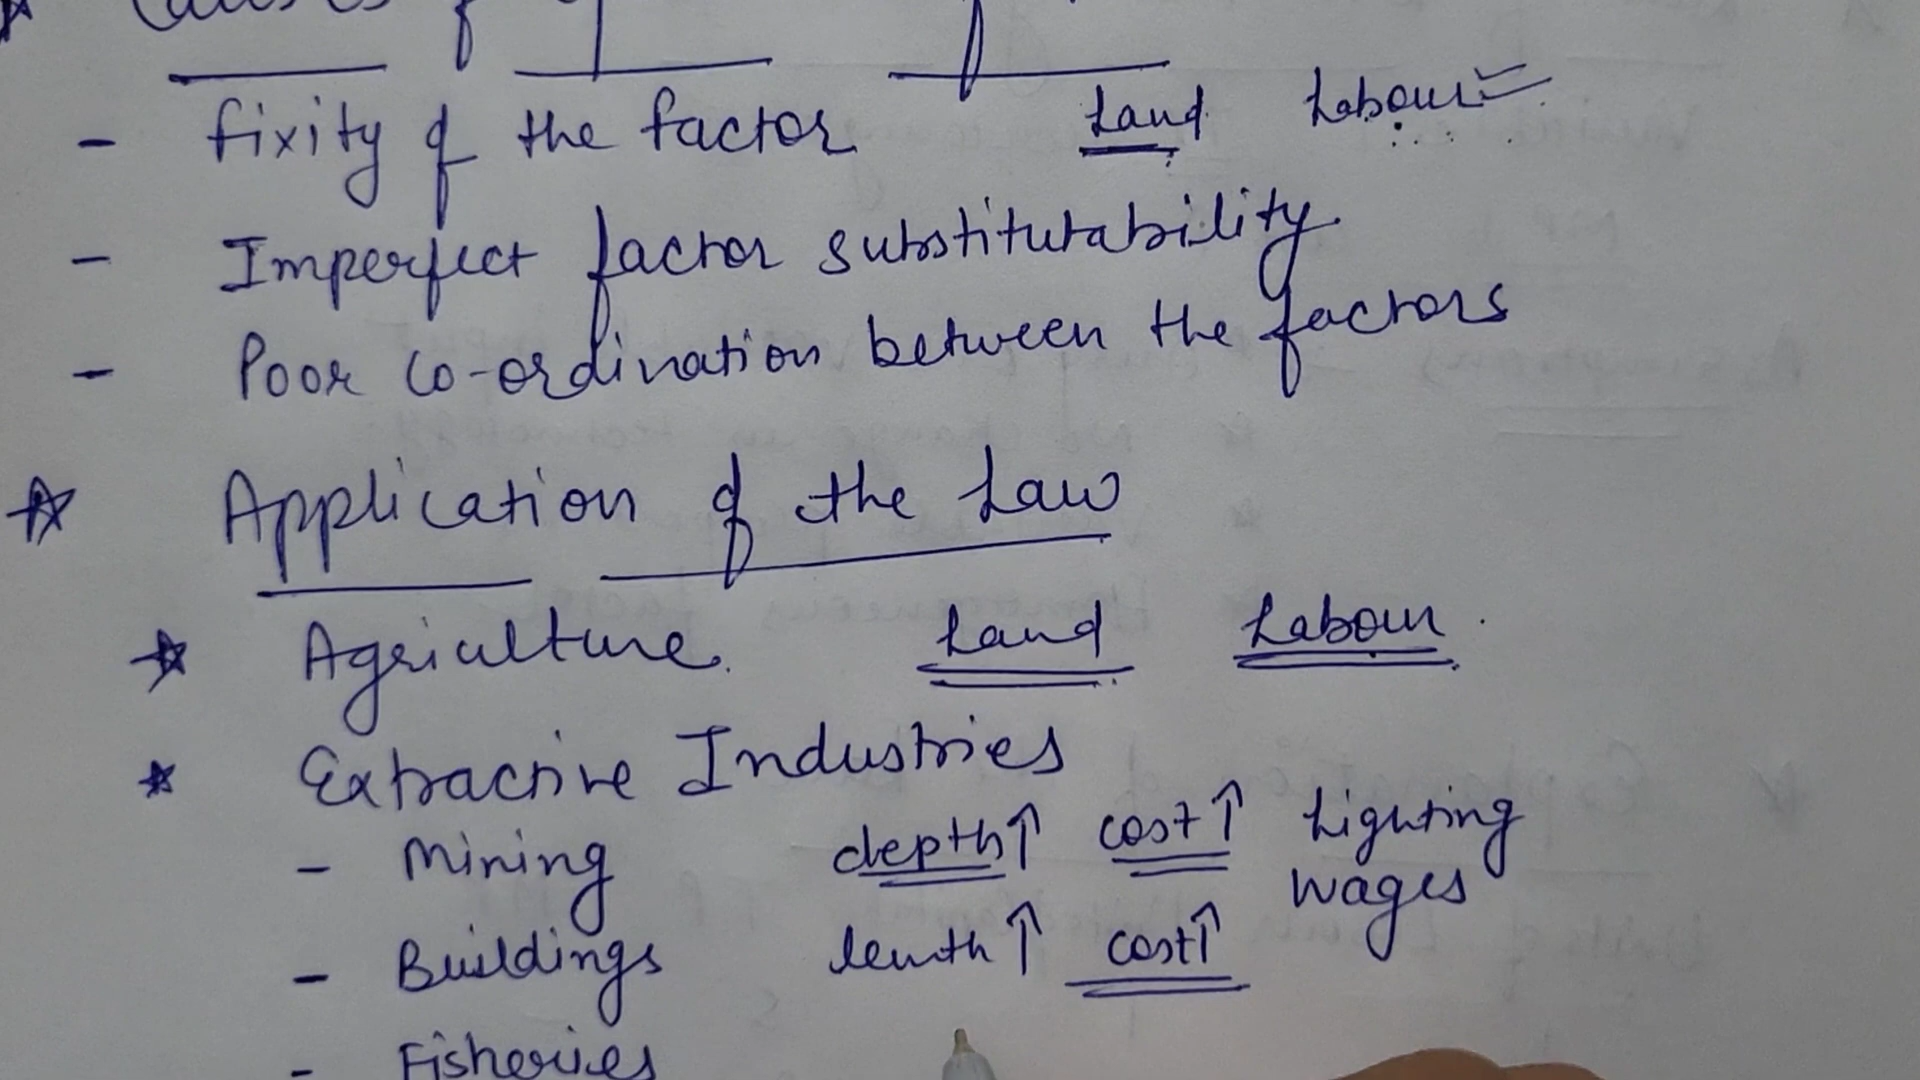 - fixity of the factor Land Labour
- Imperfect factor substitutability
- Poor co-ordination between the factors
☆ Application of the Law
☆ Agriculture. Land Labour.
☆ Extractive Industries
- Mining depth↑ cost↑ Lighting
wages
- Buildings lenth↑ cost↑
- Fisheries